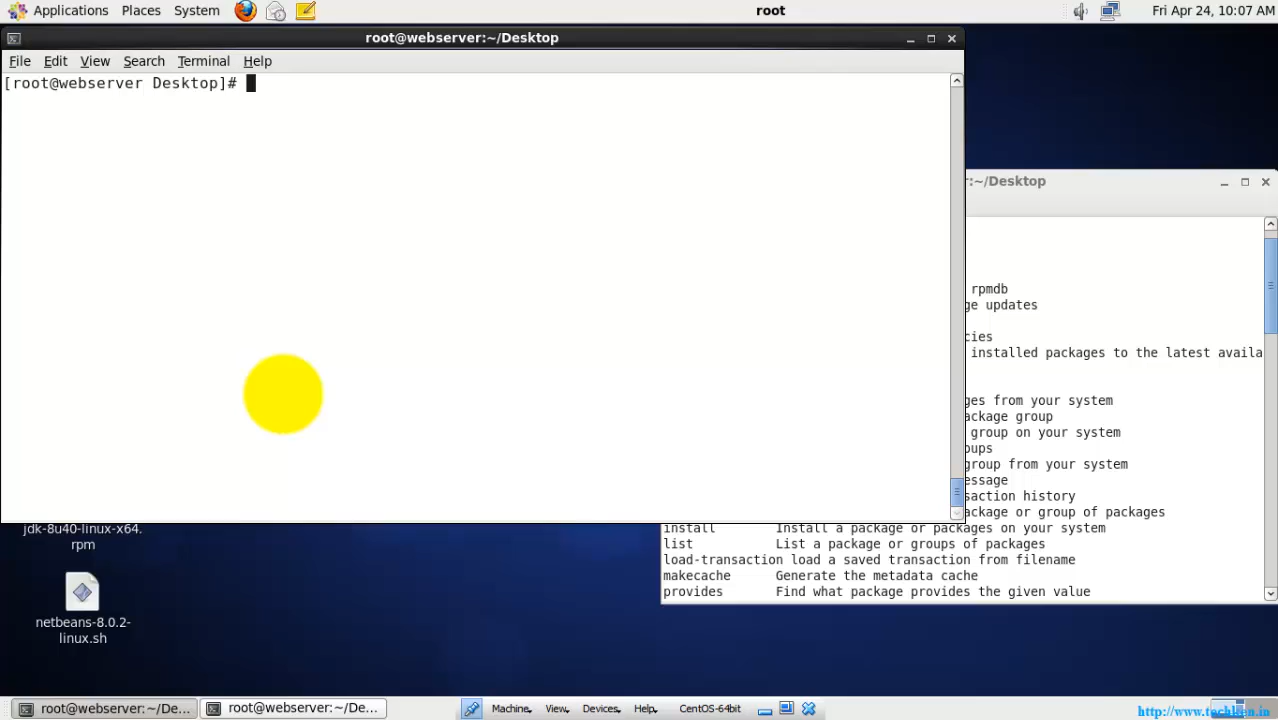 Applications Places System root Fri Apr 24, 10:07 AM
root@webserver:~/Desktop
File Edit View Search Terminal Help
[root@webserver Desktop]#
r:~/Desktop
rpmdb
ge updates
cies
installed packages to the latest availa
ges from your system
ackage group
group on your system
oups
group from your system
essage
saction history
ackage or group of packages
install Install a package or packages on your system
list List a package or groups of packages
load-transaction load a saved transaction from filename
makecache Generate the metadata cache
provides Find what package provides the given value
jdk-8u40-linux-x64.
rpm
netbeans-8.0.2-
linux.sh
root@webserver:~/De... root@webserver:~/De... Machine View Devices Help CentOS-64bit
http://www.techken.in